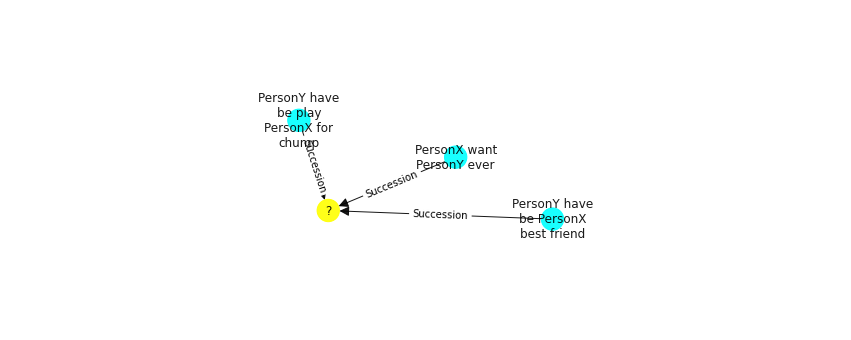 PersonY have
be play
PersonX for
chump
Succession
PersonX want
PersonY ever
Succession
PersonY have
be PersonX
best friend
Succession
?